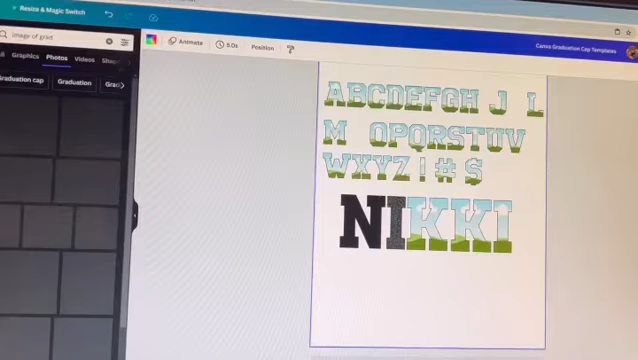 Resize & Magic Switch
image of grad
Animate
5.0s
Position
Canva Graduation Cap Templates
Graphics
Photos
Videos
Graduation cap
Graduation
ABCDEFGH J L
M OPQRSTUV
WXYZ!#$
NIKKI